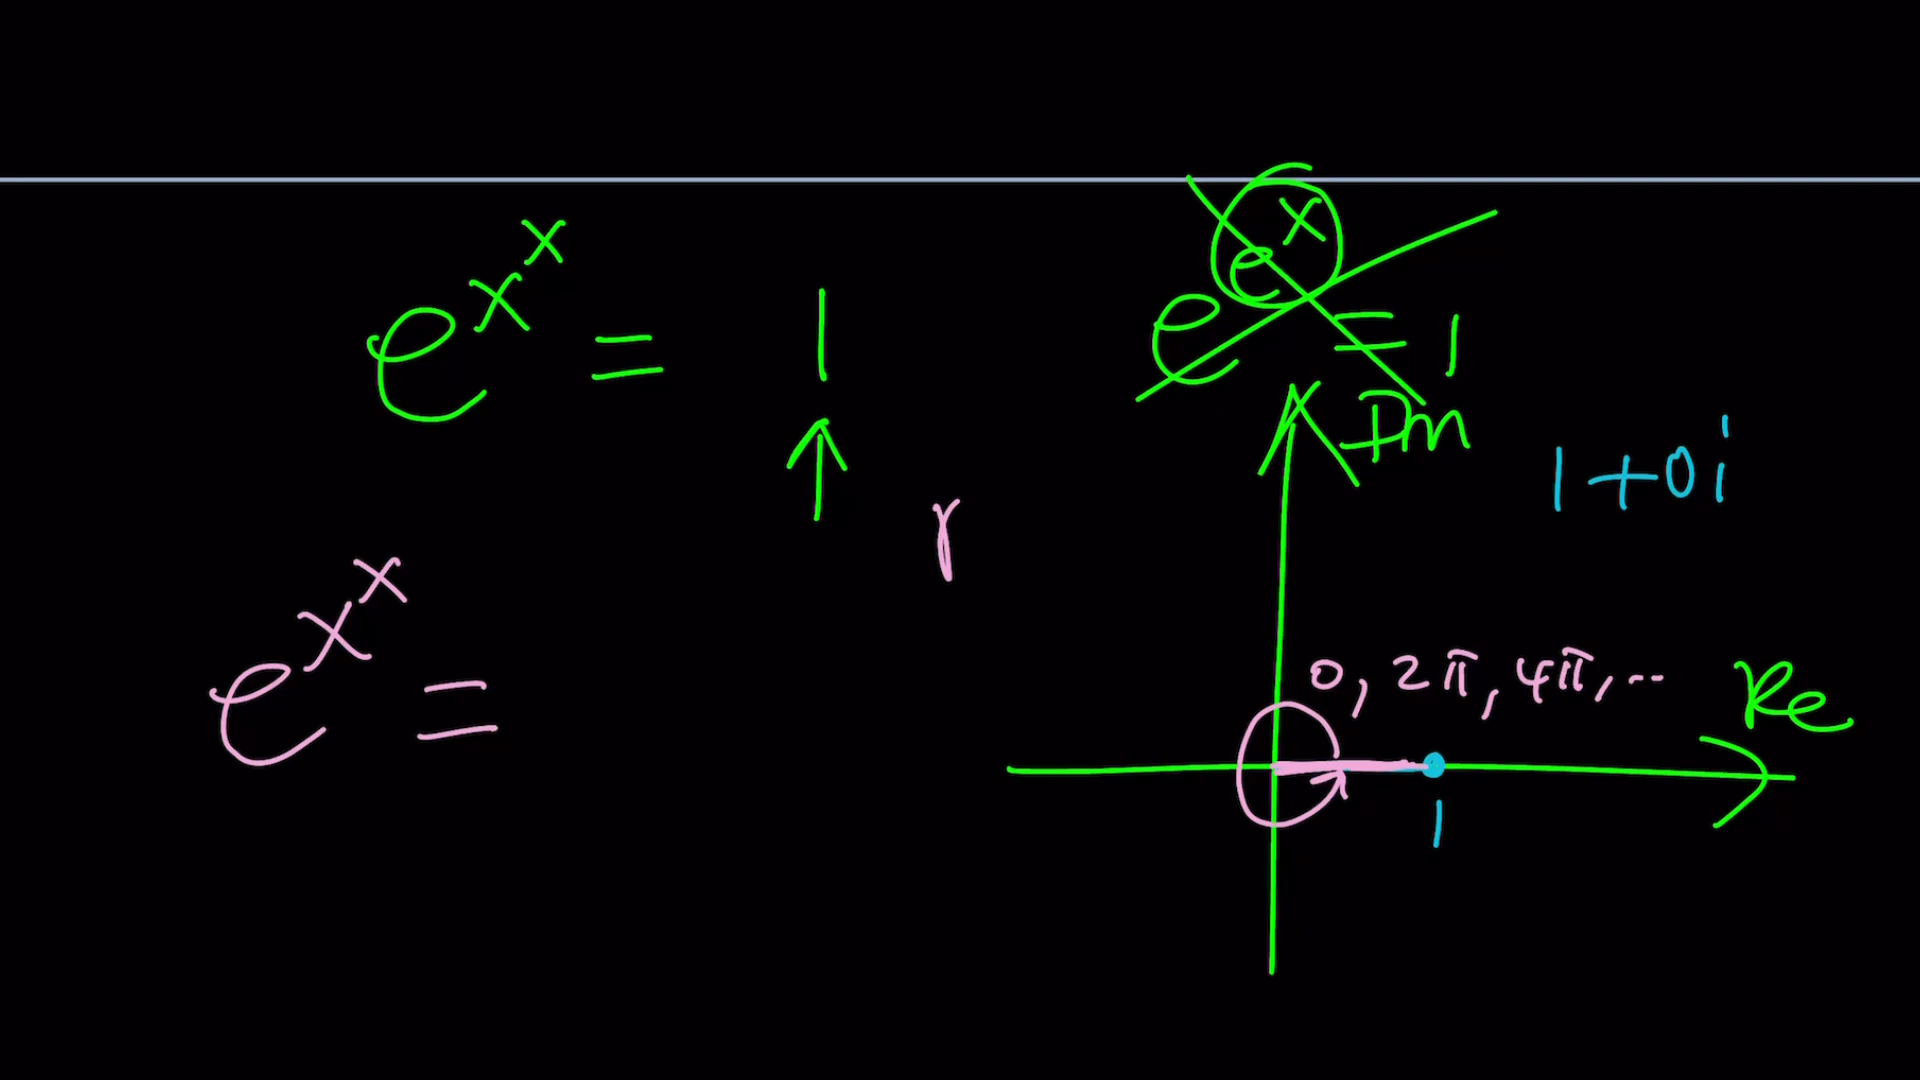 e^x^x = 1
e^e^x = 1
Im
1 + 0i
r
e^x^x =
0, 2π, 4π, ..
Re
1